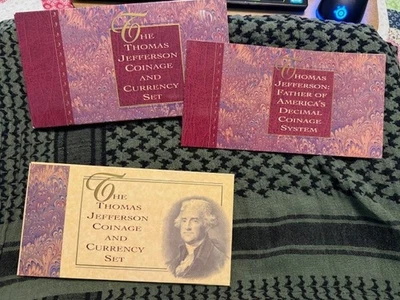 The
Thomas
Jefferson
Coinage
and
Currency
Set
Thomas
Jefferson:
Father of
America's
Decimal
Coinage
System
The
Thomas
Jefferson
Coinage
and
Currency
Set